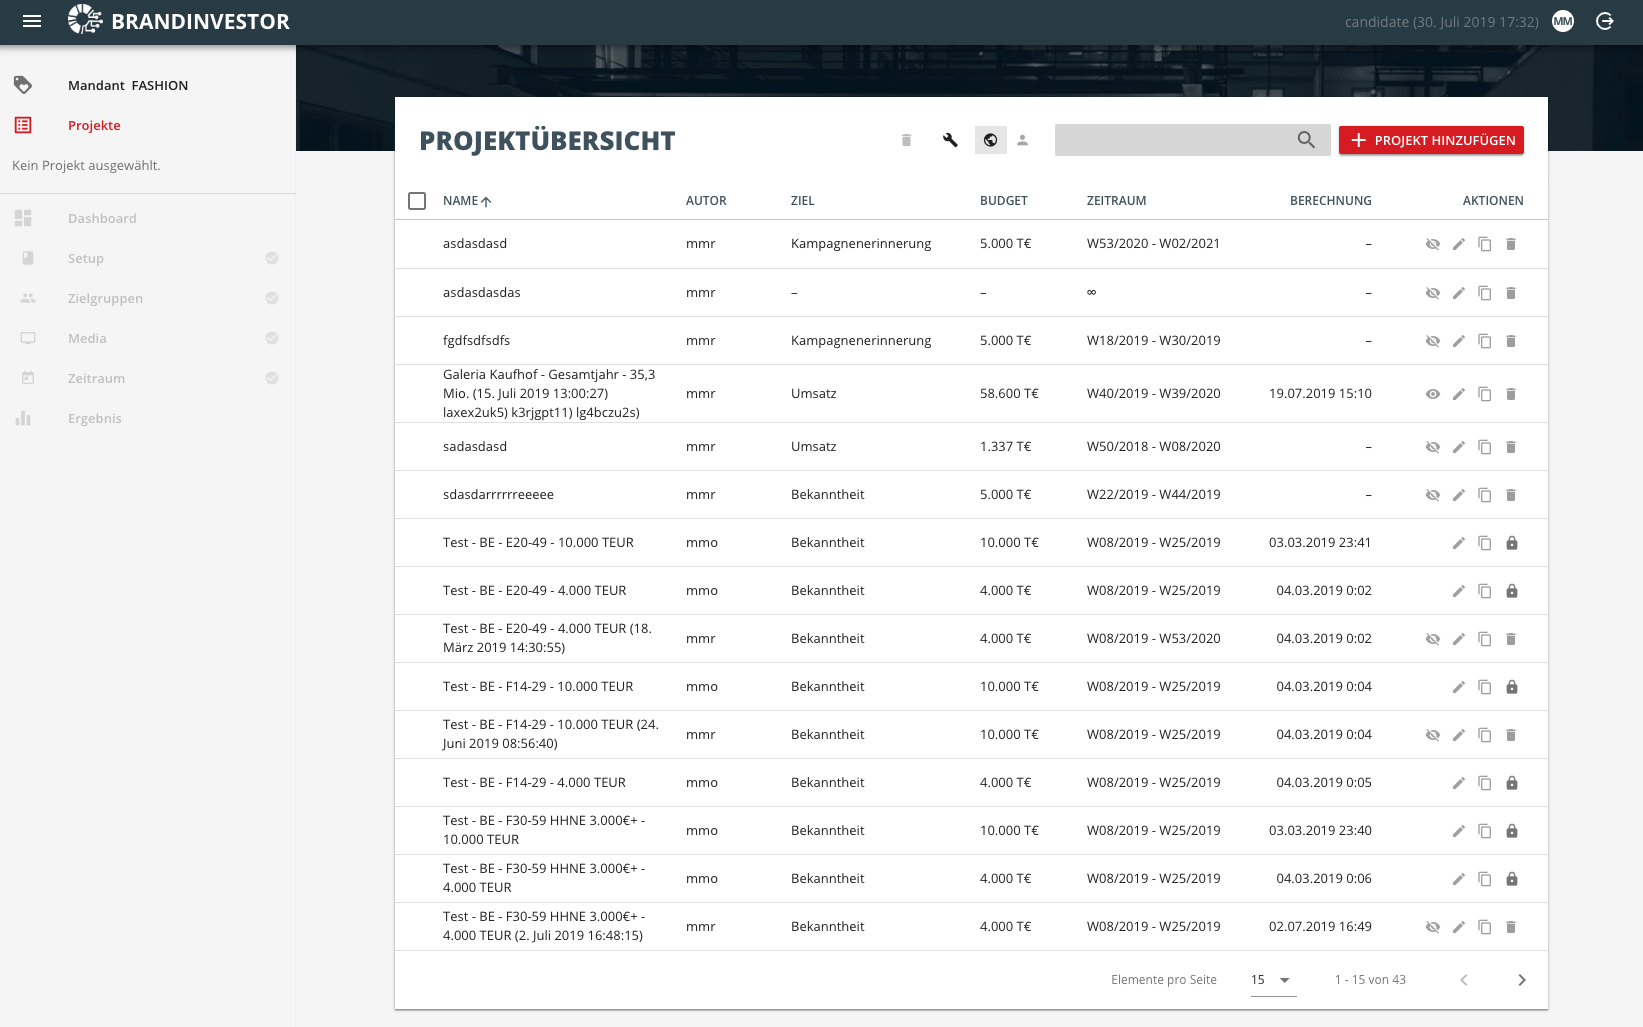 BRANDINVESTOR
candidate (30. Juli 2019 17:32)
MM
Mandant FASHION
Projekte
Kein Projekt ausgewählt.
Dashboard
Setup
Zielgruppen
Media
Zeitraum
Ergebnis
PROJEKTÜBERSICHT
PROJEKT HINZUFÜGEN
NAME AUTOR ZIEL BUDGET ZEITRAUM BERECHNUNG AKTIONEN
asdasdasd mmr Kampagnenerinnerung 5.000 T€ W53/2020 - W02/2021 –
asdasdasdas mmr – – ∞ –
fgdfsdfsdfs mmr Kampagnenerinnerung 5.000 T€ W18/2019 - W30/2019 –
Galeria Kaufhof - Gesamtjahr - 35,3
Mio. (15. Juli 2019 13:00:27) mmr Umsatz 58.600 T€ W40/2019 - W39/2020 19.07.2019 15:10
laxex2uk5) k3rjgpt11) lg4bczu2s)
sadasdasd mmr Umsatz 1.337 T€ W50/2018 - W08/2020 –
sdasdarrrrrreeeee mmr Bekanntheit 5.000 T€ W22/2019 - W44/2019 –
Test - BE - E20-49 - 10.000 TEUR mmo Bekanntheit 10.000 T€ W08/2019 - W25/2019 03.03.2019 23:41
Test - BE - E20-49 - 4.000 TEUR mmo Bekanntheit 4.000 T€ W08/2019 - W25/2019 04.03.2019 0:02
Test - BE - E20-49 - 4.000 TEUR (18.
März 2019 14:30:55) mmr Bekanntheit 4.000 T€ W08/2019 - W53/2020 04.03.2019 0:02
Test - BE - F14-29 - 10.000 TEUR mmo Bekanntheit 10.000 T€ W08/2019 - W25/2019 04.03.2019 0:04
Test - BE - F14-29 - 10.000 TEUR (24.
Juni 2019 08:56:40) mmr Bekanntheit 10.000 T€ W08/2019 - W25/2019 04.03.2019 0:04
Test - BE - F14-29 - 4.000 TEUR mmo Bekanntheit 4.000 T€ W08/2019 - W25/2019 04.03.2019 0:05
Test - BE - F30-59 HHNE 3.000€+ -
10.000 TEUR mmo Bekanntheit 10.000 T€ W08/2019 - W25/2019 03.03.2019 23:40
Test - BE - F30-59 HHNE 3.000€+ -
4.000 TEUR mmo Bekanntheit 4.000 T€ W08/2019 - W25/2019 04.03.2019 0:06
Test - BE - F30-59 HHNE 3.000€+ -
4.000 TEUR (2. Juli 2019 16:48:15) mmr Bekanntheit 4.000 T€ W08/2019 - W25/2019 02.07.2019 16:49
Elemente pro Seite 15 1 - 15 von 43